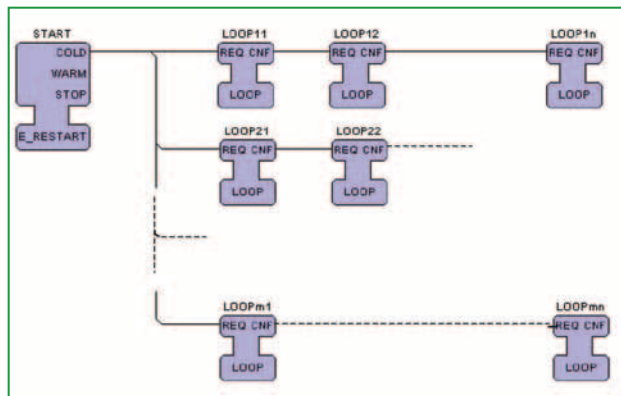 START
COLD
WARM
STOP
E_RESTART
LOOP11
REQ CNF
LOOP
LOOP12
REQ CNF
LOOP
LOOP1n
REQ CNF
LOOP
LOOP21
REQ CNF
LOOP
LOOP22
REQ CNF
LOOP
LOOPm1
REQ CNF
LOOP
LOOPmn
REQ CNF
LOOP